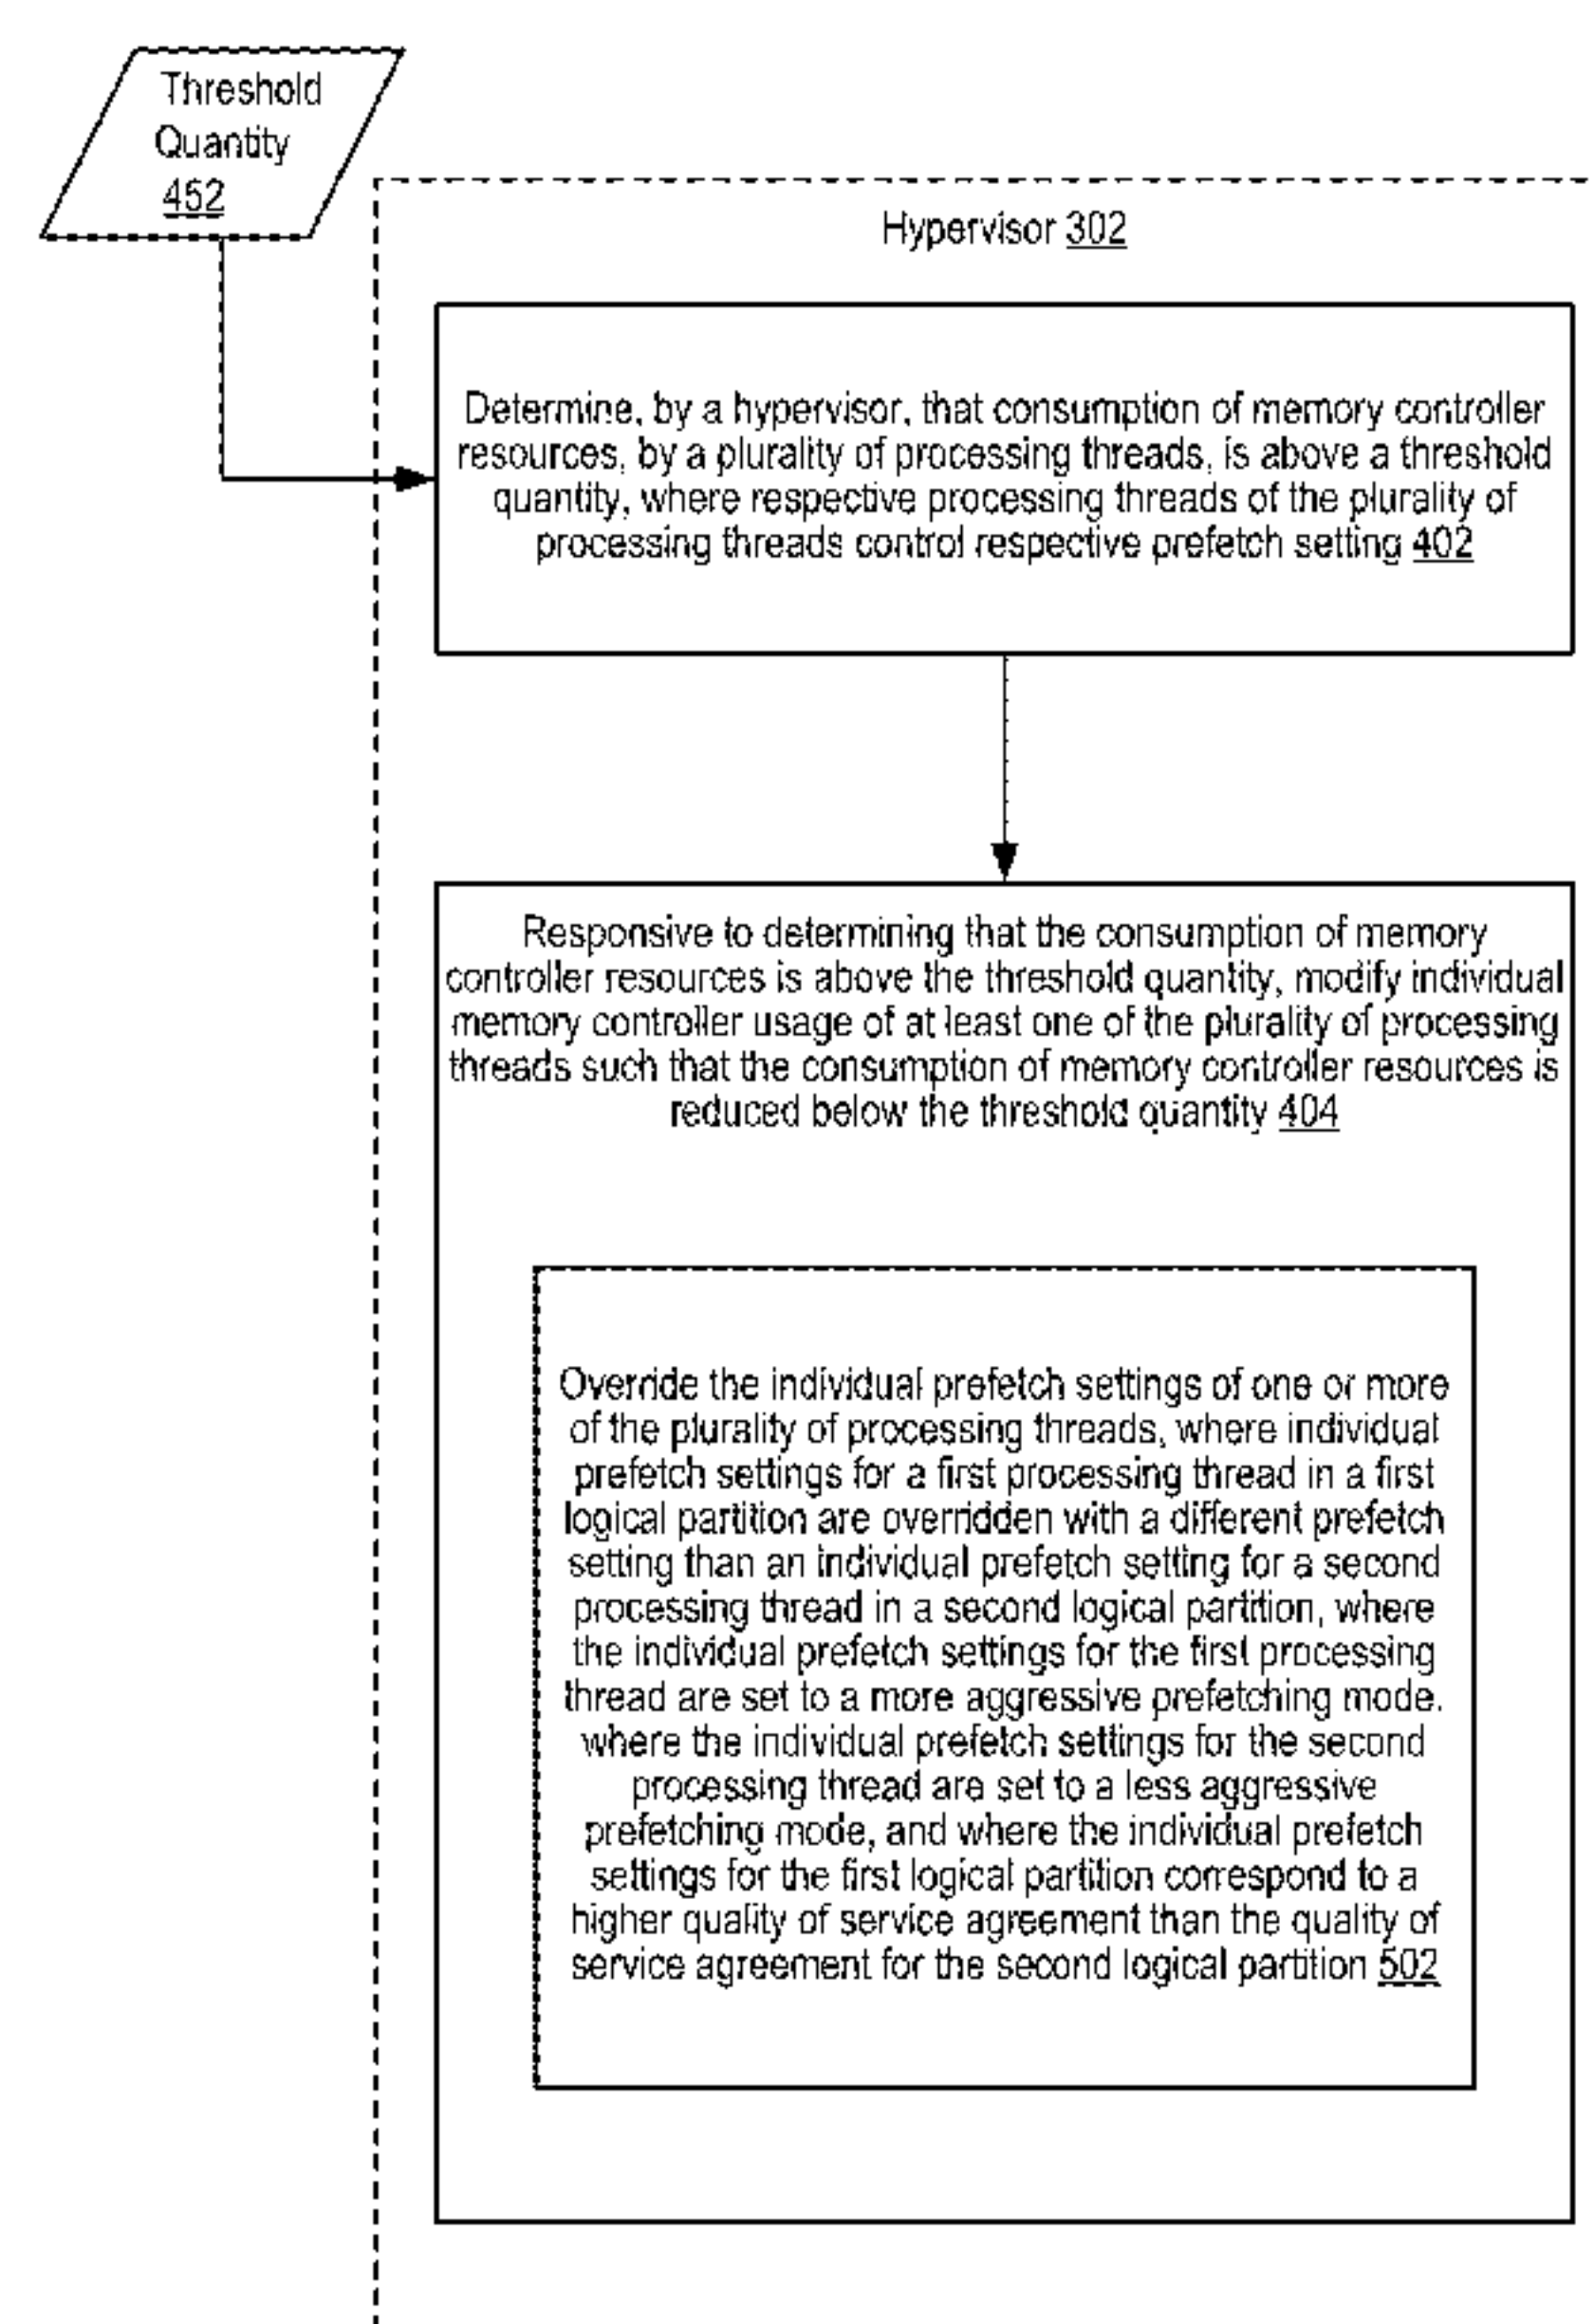 Threshold
Quantity
452
Hypervisor 302
Determine, by a hypervisor, that consumption of memory controller
resources, by a plurality of processing threads, is above a threshold
quantity, where respective processing threads of the plurality of
processing threads control respective prefetch setting 402
Responsive to determining that the consumption of memory
controller resources is above the threshold quantity, modify individual
memory controller usage of at least one of the plurality of processing
threads such that the consumption of memory controller resources is
reduced below the threshold quantity 404
Override the individual prefetch settings of one or more
of the plurality of processing threads, where individual
prefetch settings for a first processing thread in a first
logical partition are overridden with a different prefetch
setting than an individual prefetch setting for a second
processing thread in a second logical partition, where
the individual prefetch settings for the first processing
thread are set to a more aggressive prefetching mode.
where the individual prefetch settings for the second
processing thread are set to a less aggressive
prefetching mode, and where the individual prefetch
settings for the first logical partition correspond to a
higher quality of service agreement than the quality of
service agreement for the second logical partition 502